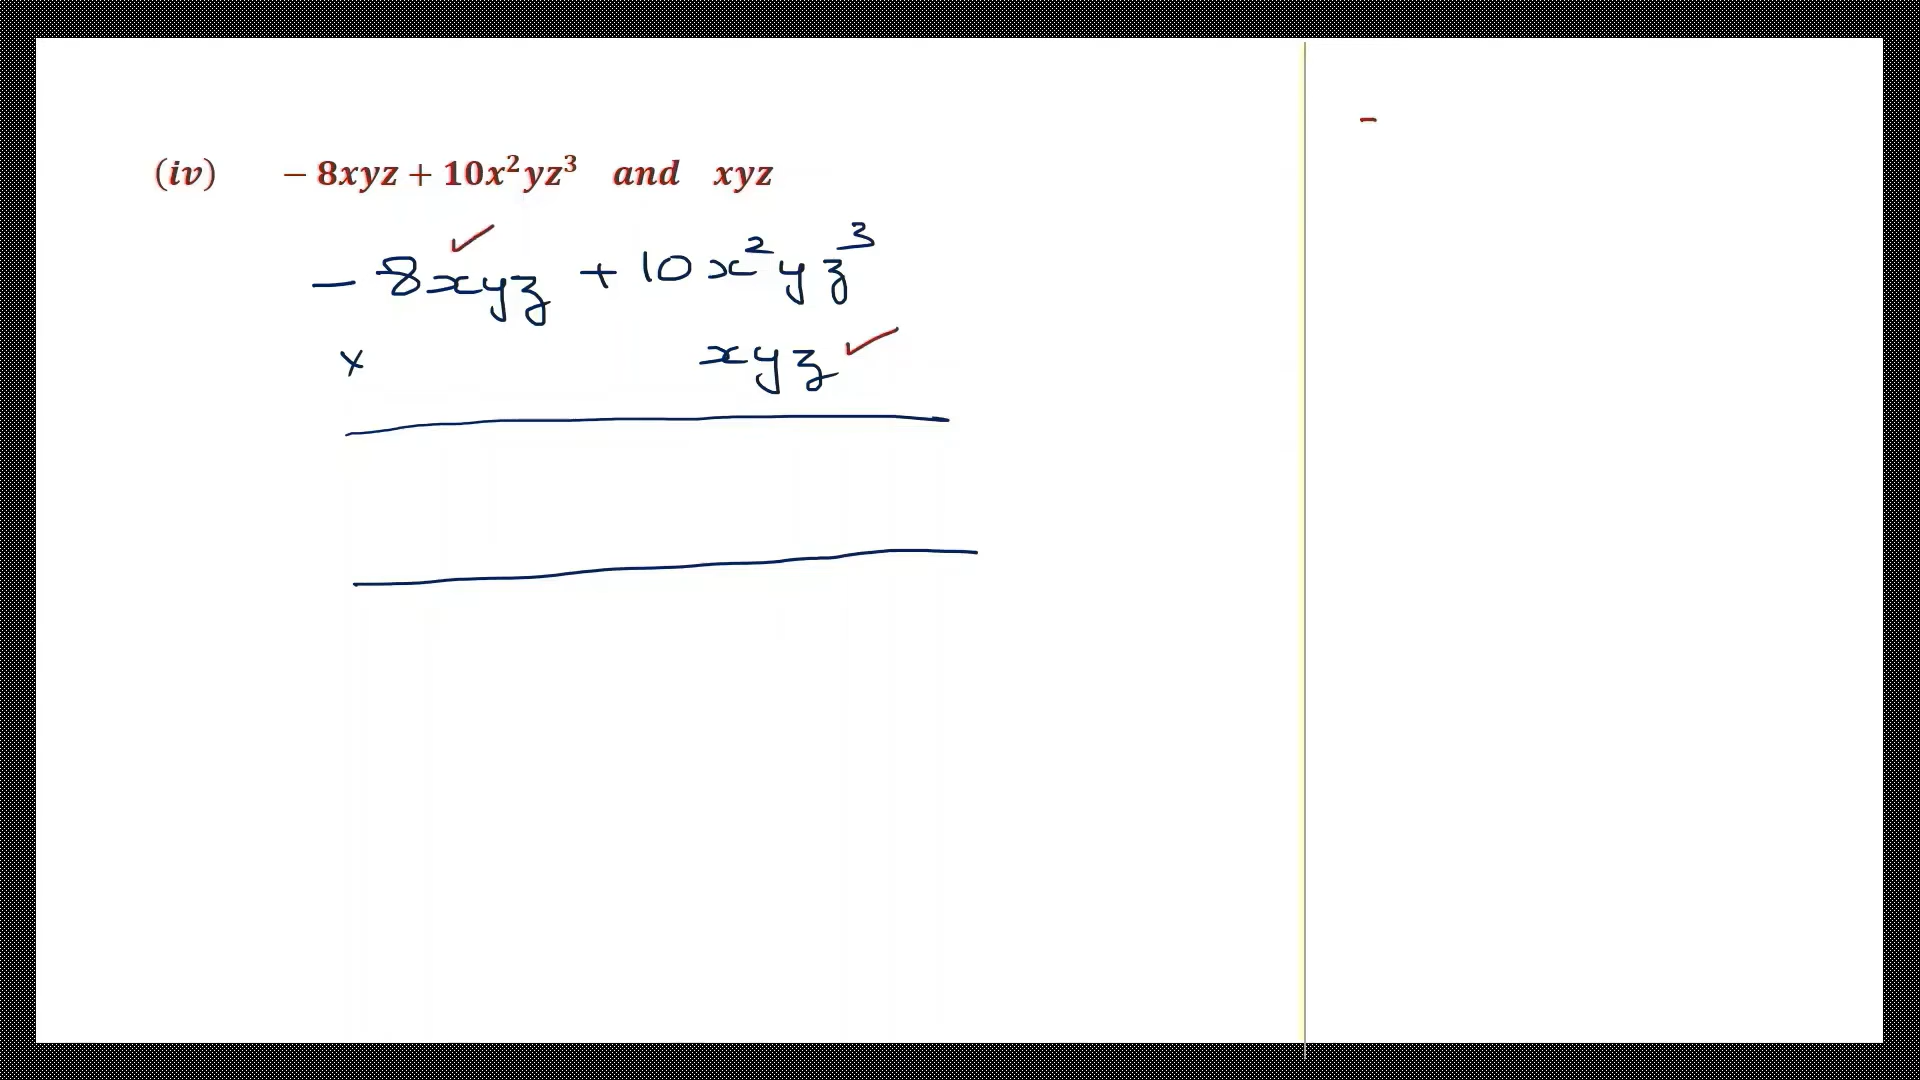 (iv) − 8xyz + 10x²yz³ and xyz
− 8xyz + 10x²yz³
× xyz
-